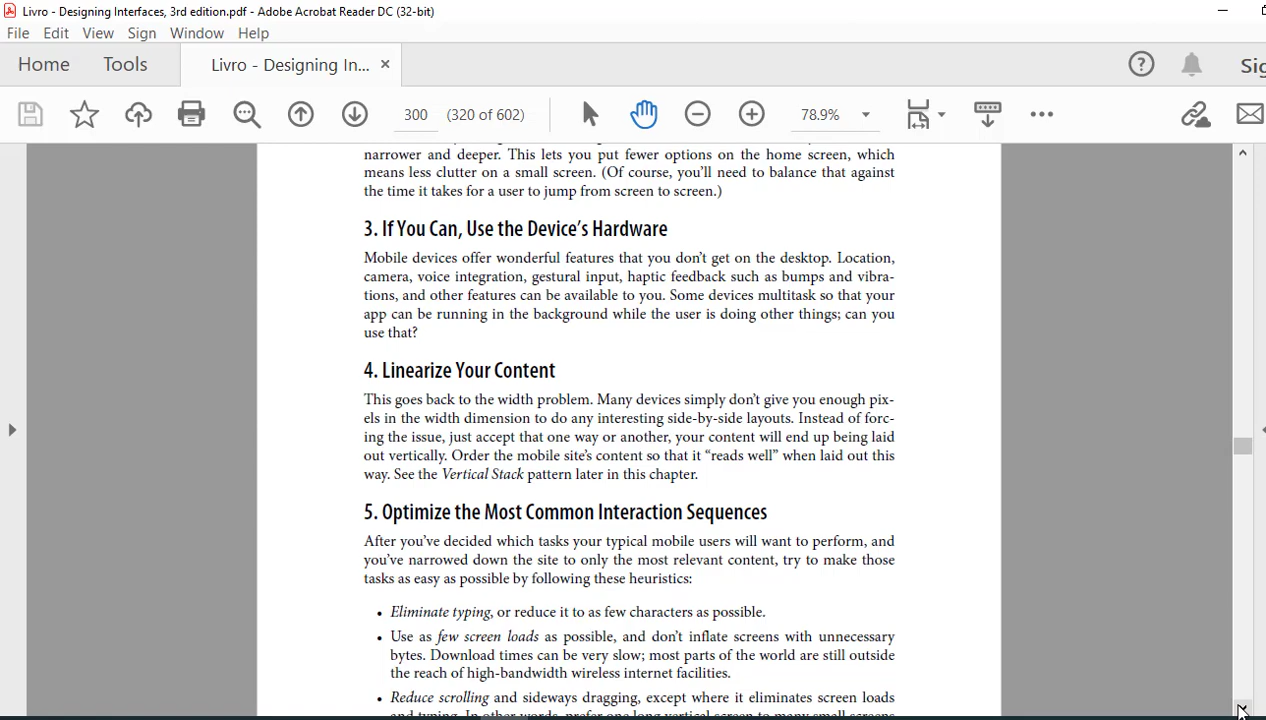 Livro - Designing Interfaces, 3rd edition.pdf - Adobe Acrobat Reader DC (32-bit)
File Edit View Sign Window Help
Home Tools Livro - Designing In... ×
300 (320 of 602) 78.9%
narrower and deeper. This lets you put fewer options on the home screen, which
means less clutter on a small screen. (Of course, you'll need to balance that against
the time it takes for a user to jump from screen to screen.)
3. If You Can, Use the Device's Hardware
Mobile devices offer wonderful features that you don't get on the desktop. Location,
camera, voice integration, gestural input, haptic feedback such as bumps and vibra-
tions, and other features can be available to you. Some devices multitask so that your
app can be running in the background while the user is doing other things; can you
use that?
4. Linearize Your Content
This goes back to the width problem. Many devices simply don't give you enough pix-
els in the width dimension to do any interesting side-by-side layouts. Instead of forc-
ing the issue, just accept that one way or another, your content will end up being laid
out vertically. Order the mobile site's content so that it “reads well” when laid out this
way. See the Vertical Stack pattern later in this chapter.
5. Optimize the Most Common Interaction Sequences
After you've decided which tasks your typical mobile users will want to perform, and
you've narrowed down the site to only the most relevant content, try to make those
tasks as easy as possible by following these heuristics:
• Eliminate typing, or reduce it to as few characters as possible.
• Use as few screen loads as possible, and don't inflate screens with unnecessary
bytes. Download times can be very slow; most parts of the world are still outside
the reach of high-bandwidth wireless internet facilities.
• Reduce scrolling and sideways dragging, except where it eliminates screen loads
and typing. In other words, prefer one long vertical screen to many small screens